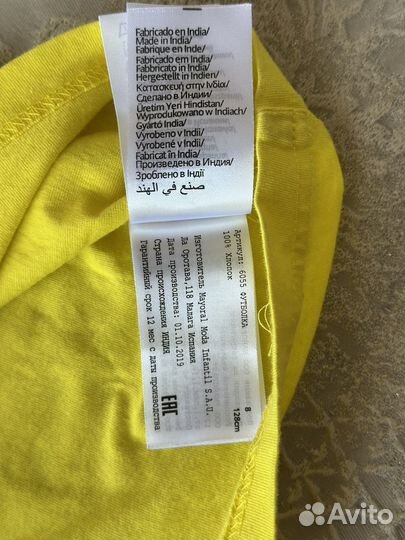 Fabricado en India/
Made in India/
Fabrique en Inde/
Fabricado em Índia/
Fabbricato in India/
Hergestellt in Indien/
Κατασκευή στην Ινδία/
Сделано в Индии/
Üretim Yeri Hindistan/
Wyprodukowano w Indiach/
Gyártó India/
Vyrobeno v Indii/
Vyrobené v Indii/
Fabricat în India/
Произведено в Индия/
Зроблено в Індії
صنع في الهند
Артикул: 6055 ФУТБОЛКА
100% Хлопок
Изготовитель Mayoral Moda Infantil S.A.U.
Ла Оротава,118 Малага Испания
Дата производства: 01.10.2019
Страна происхождения ИНДИЯ
Гарантийный срок 12 мес с даты производства
EAC
8
128cm
Avito